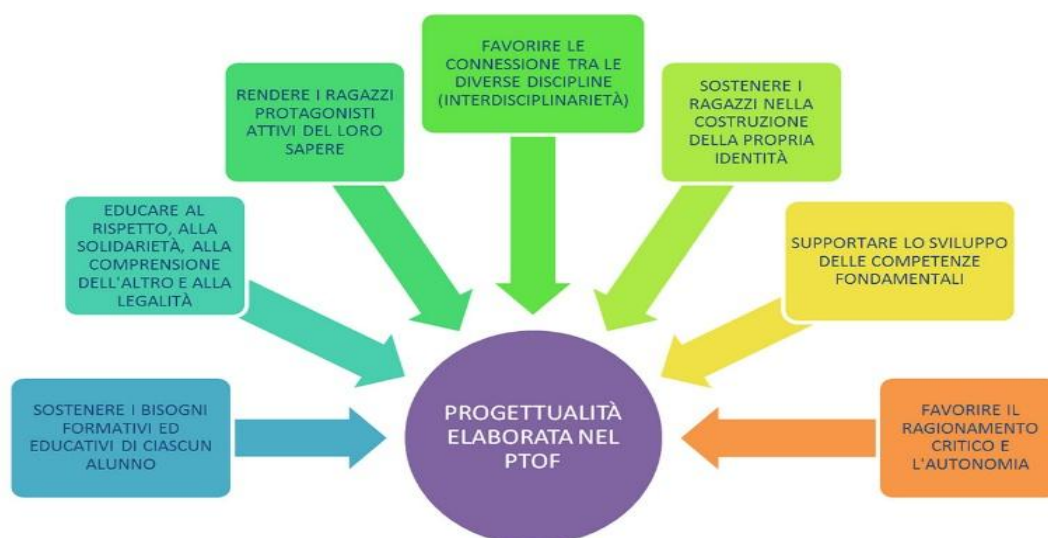 SOSTENERE I BISOGNI
FORMATIVI ED
EDUCATIVI DI CIASCUN
ALUNNO
EDUCARE AL
RISPETTO, ALLA
SOLIDARIETÀ, ALLA
COMPRENSIONE
DELL'ALTRO E ALLA
LEGALITÀ
RENDERE I RAGAZZI
PROTAGONISTI
ATTIVI DEL LORO
SAPERE
FAVORIRE LE
CONNESSIONE TRA LE
DIVERSE DISCIPLINE
(INTERDISCIPLINARIETÀ)
SOSTENERE I
RAGAZZI NELLA
COSTRUZIONE
DELLA PROPRIA
IDENTITÀ
SUPPORTARE LO SVILUPPO
DELLE COMPETENZE
FONDAMENTALI
FAVORIRE IL
RAGIONAMENTO
CRITICO E
L'AUTONOMIA
PROGETTUALITÀ
ELABORATA NEL
PTOF